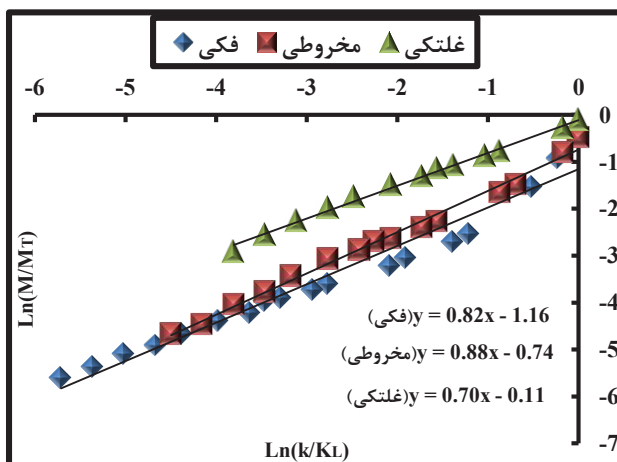 فکی مخروطی غلتکی
-6 -5 -4 -3 -2 -1 0
0
-1
-2
-3
-4
-5
-6
-7
Ln(M/MT)
y = 0.82x - 1.16(فکی)
y = 0.88x - 0.74(مخروطی)
y = 0.70x - 0.11(غلتکی)
Ln(k/KL)